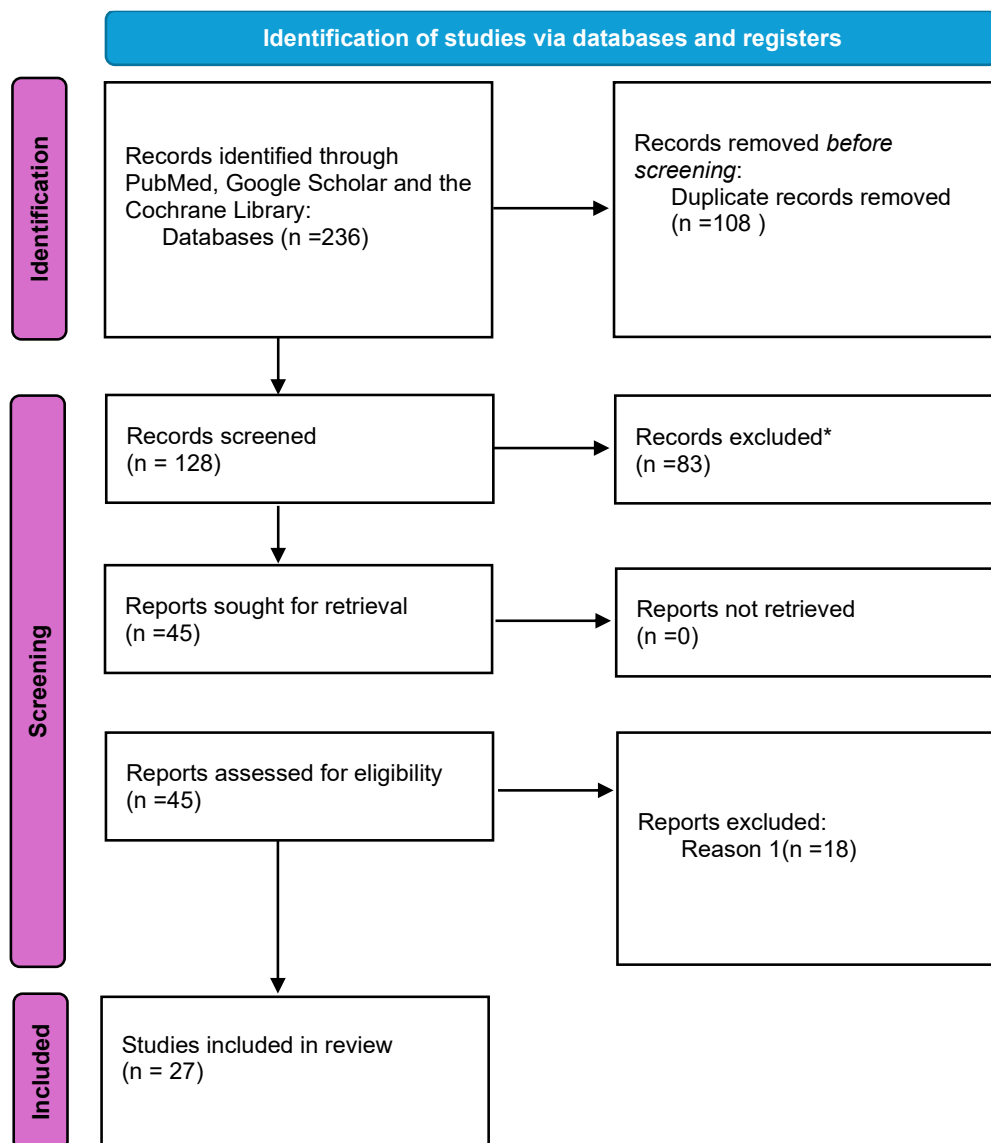 Identification of studies via databases and registers
Identification
Records identified through
PubMed, Google Scholar and the
Cochrane Library:
Databases (n =236)
Records removed before
screening:
Duplicate records removed
(n =108 )
Screening
Records screened
(n = 128)
Records excluded*
(n =83)
Reports sought for retrieval
(n =45)
Reports not retrieved
(n =0)
Reports assessed for eligibility
(n =45)
Reports excluded:
Reason 1(n =18)
Included
Studies included in review
(n = 27)